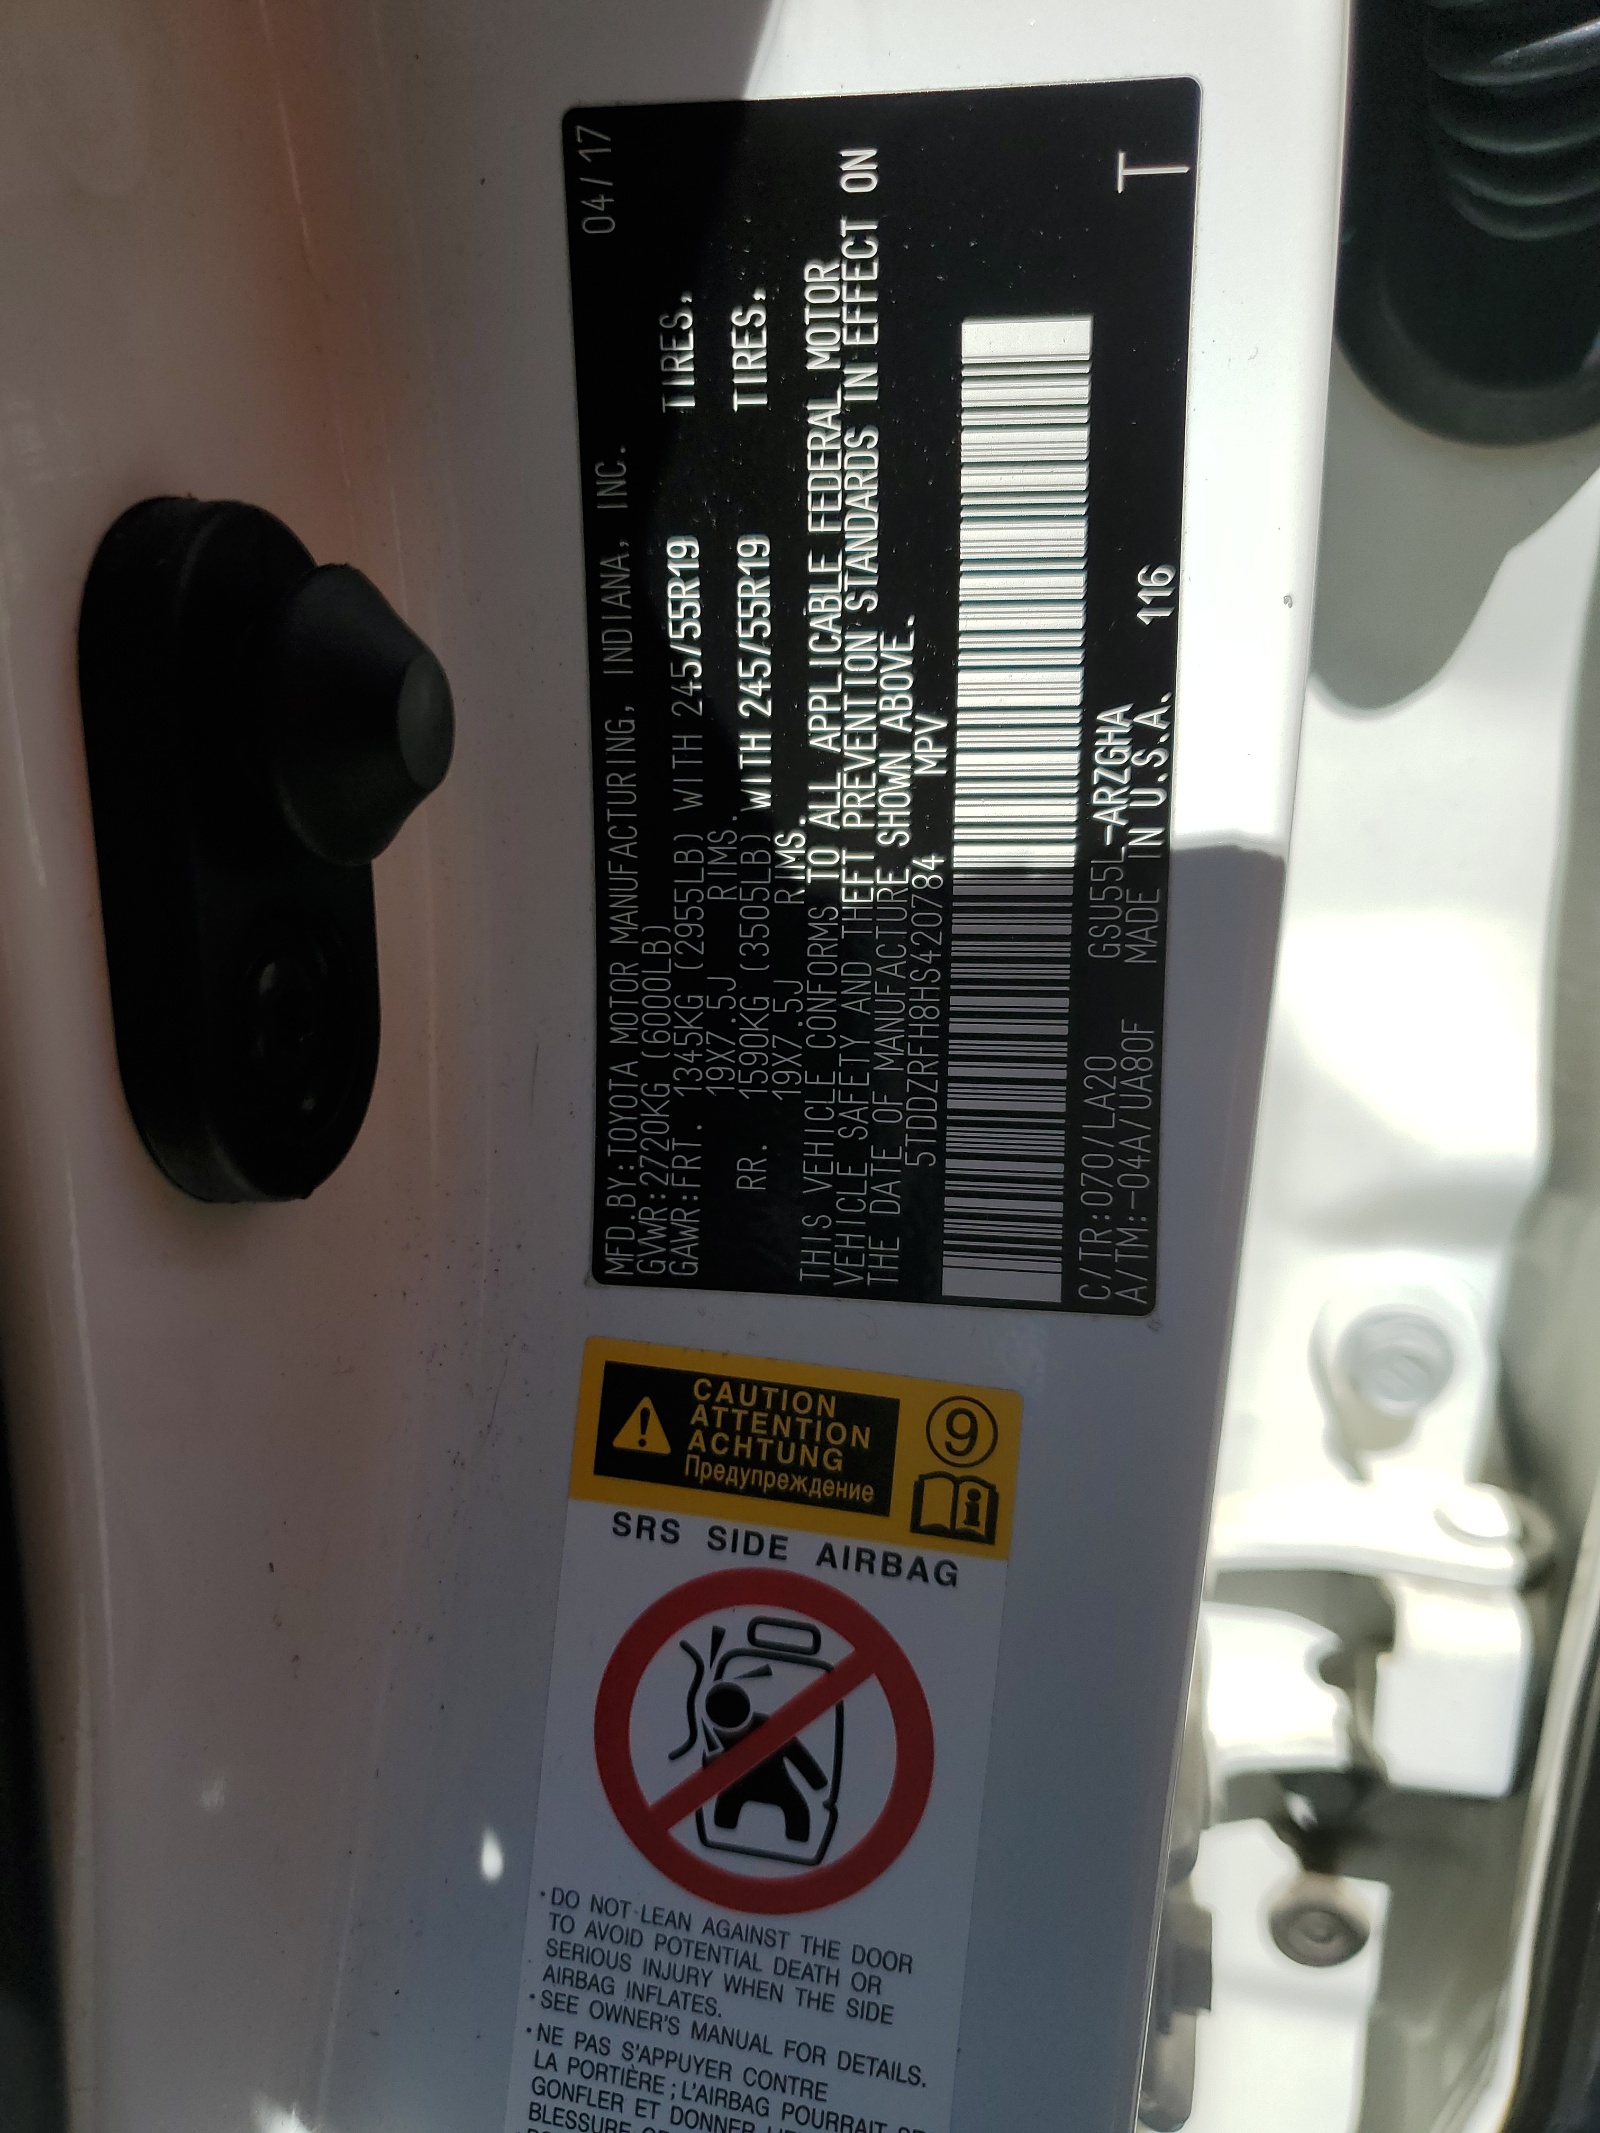 04/17
MFD.BY:TOYOTA MOTOR MANUFACTURING, INDIANA, INC.
GVWR:2720KG (6000LB)
GAWR:FRT. 1345KG (2955LB) WITH 245/55R19 TIRES,
19X7.5J RIMS.
RR. 1590KG (3505LB) WITH 245/55R19 TIRES,
19X7.5J RIMS.
THIS VEHICLE CONFORMS TO ALL APPLICABLE FEDERAL MOTOR
VEHICLE SAFETY AND THEFT PREVENTION STANDARDS IN EFFECT ON
THE DATE OF MANUFACTURE SHOWN ABOVE.
5TDDZRFH8HS420784 MPV
C/TR:070/LA20 GSU55L-ARZGHA
A/TM:-04A/UA80F MADE IN U.S.A. 116
T
CAUTION
ATTENTION
ACHTUNG
Предупреждение
9
i
SRS SIDE AIRBAG
·DO NOT LEAN AGAINST THE DOOR
TO AVOID POTENTIAL DEATH OR
SERIOUS INJURY WHEN THE SIDE
AIRBAG INFLATES.
·SEE OWNER'S MANUAL FOR DETAILS.
·NE PAS S'APPUYER CONTRE
LA PORTIÈRE ; L'AIRBAG POURRAIT SE
GONFLER ET DONNER
BLESSURE